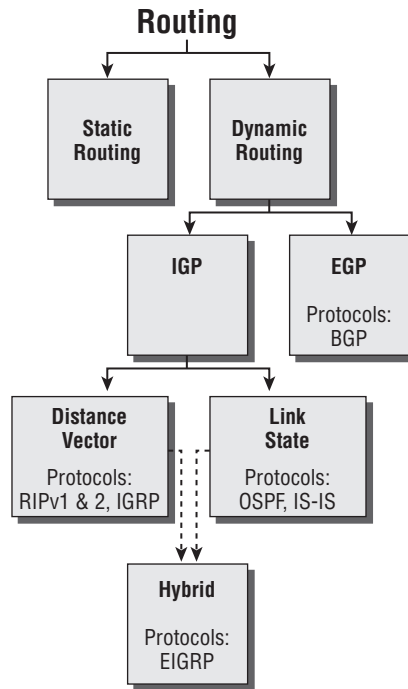 Routing
Static
Routing
Dynamic
Routing
IGP
EGP
Protocols:
BGP
Distance
Vector
Protocols:
RIPv1 & 2, IGRP
Link
State
Protocols:
OSPF, IS-IS
Hybrid
Protocols:
EIGRP